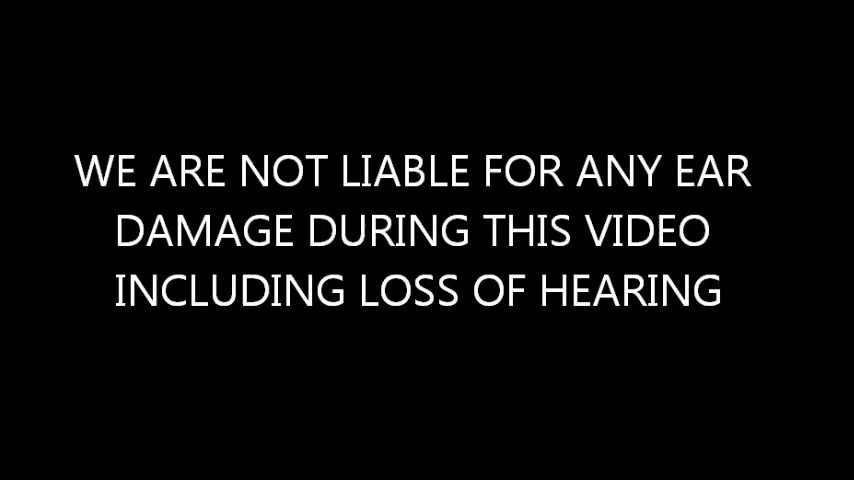 WE ARE NOT LIABLE FOR ANY EAR
DAMAGE DURING THIS VIDEO
INCLUDING LOSS OF HEARING